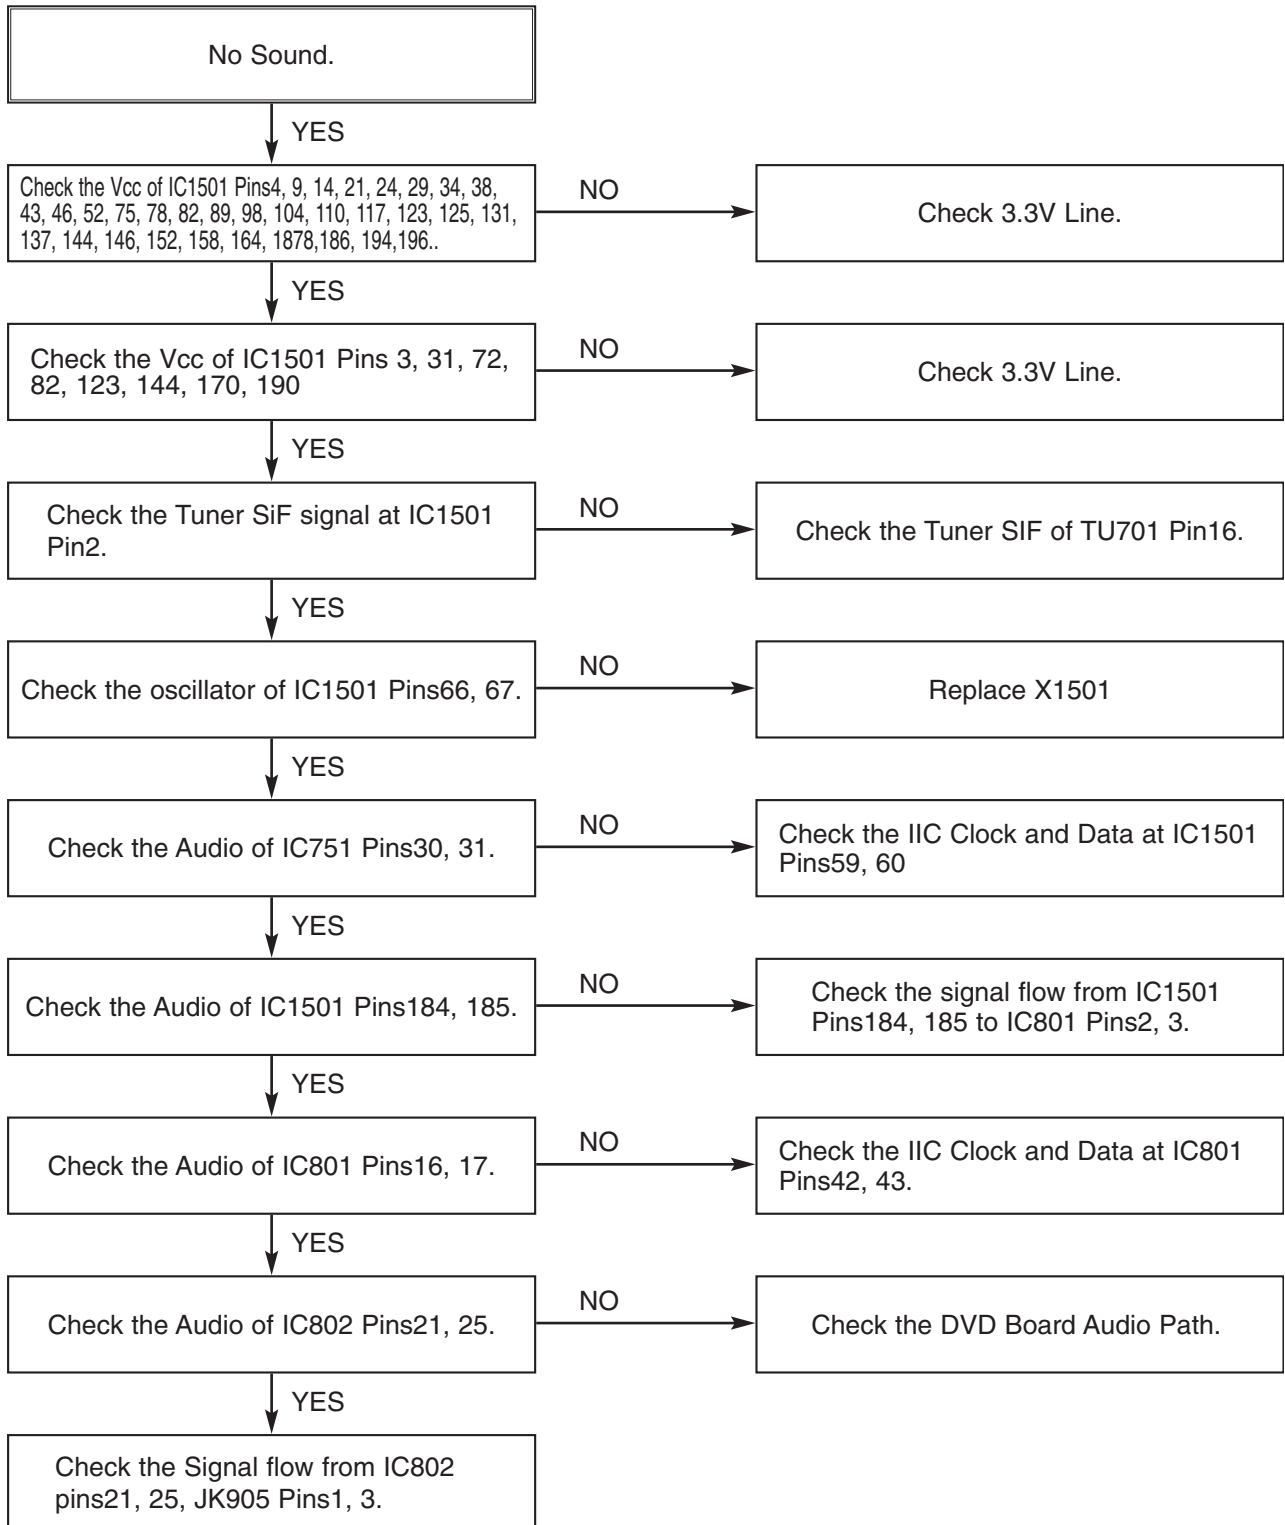 No Sound.
YES
Check the Vcc of IC1501 Pins4, 9, 14, 21, 24, 29, 34, 38,
43, 46, 52, 75, 78, 82, 89, 98, 104, 110, 117, 123, 125, 131,
137, 144, 146, 152, 158, 164, 1878,186, 194,196..
NO
Check 3.3V Line.
YES
Check the Vcc of IC1501 Pins 3, 31, 72,
82, 123, 144, 170, 190
NO
Check 3.3V Line.
YES
Check the Tuner SiF signal at IC1501
Pin2.
NO
Check the Tuner SIF of TU701 Pin16.
YES
Check the oscillator of IC1501 Pins66, 67.
NO
Replace X1501
YES
Check the Audio of IC751 Pins30, 31.
NO
Check the IIC Clock and Data at IC1501
Pins59, 60
YES
Check the Audio of IC1501 Pins184, 185.
NO
Check the signal flow from IC1501
Pins184, 185 to IC801 Pins2, 3.
YES
Check the Audio of IC801 Pins16, 17.
NO
Check the IIC Clock and Data at IC801
Pins42, 43.
YES
Check the Audio of IC802 Pins21, 25.
NO
Check the DVD Board Audio Path.
YES
Check the Signal flow from IC802
pins21, 25, JK905 Pins1, 3.